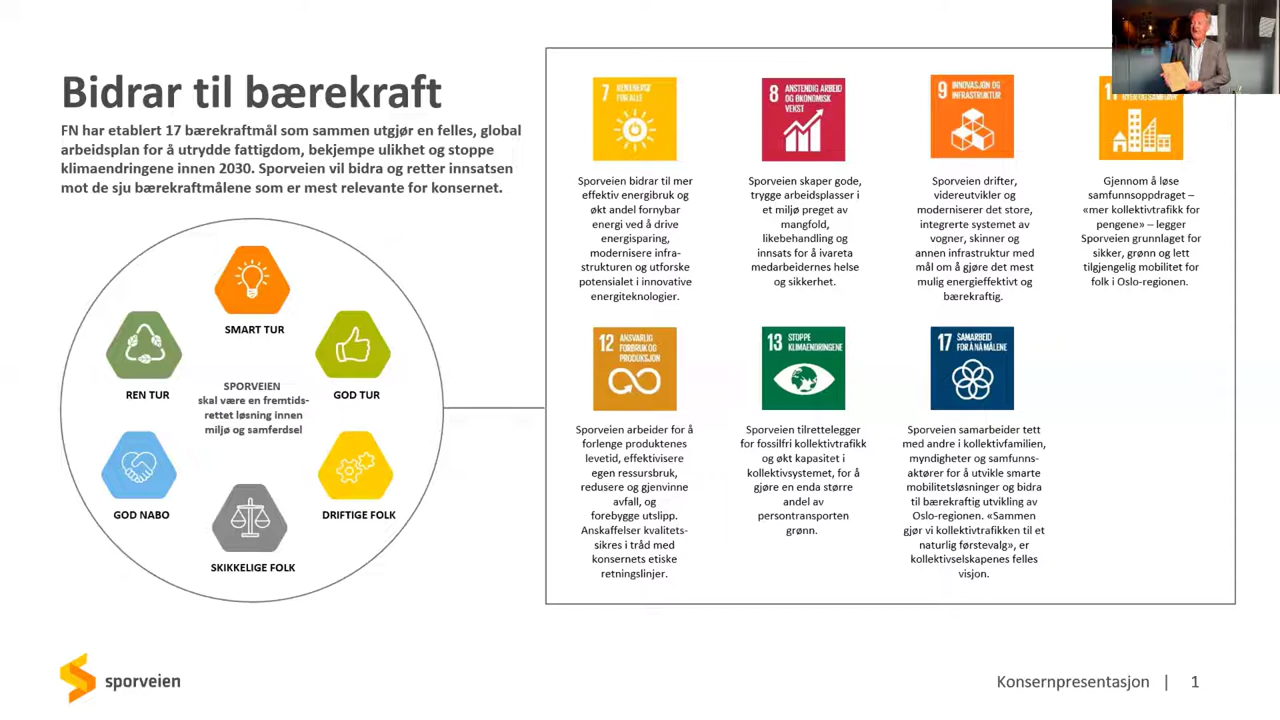 Bidrar til bærekraft
FN har etablert 17 bærekraftmål som sammen utgjør en felles, global
arbeidsplan for å utrydde fattigdom, bekjempe ulikhet og stoppe
klimaendringene innen 2030. Sporveien vil bidra og retter innsatsen
mot de sju bærekraftmålene som er mest relevante for konsernet.
SMART TUR
REN TUR
GOD TUR
SPORVEIEN
skal være en fremtids-
rettet løsning innen
miljø og samferdsel
GOD NABO
DRIFTIGE FOLK
SKIKKELIGE FOLK
7
FOR ALLE
Sporveien bidrar til mer
effektiv energibruk og
økt andel fornybar
energi ved å drive
energisparing,
modernisere infra-
strukturen og utforske
potensialet i innovative
energiteknologier.
8 ANSTENDIG ARBEID
OG ØKONOMISK
VEKST
Sporveien skaper gode,
trygge arbeidsplasser i
et miljø preget av
mangfold,
likebehandling og
innsats for å ivareta
medarbeidernes helse
og sikkerhet.
9 INNOVASJON OG
INFRASTRUKTUR
Sporveien drifter,
videreutvikler og
moderniserer det store,
integrerte systemet av
vogner, skinner og
annen infrastruktur med
mål om å gjøre det mest
mulig energieffektivt og
bærekraftig.
Gjennom å løse
samfunnsoppdraget –
«mer kollektivtrafikk for
pengene» – legger
Sporveien grunnlaget for
sikker, grønn og lett
tilgjengelig mobilitet for
folk i Oslo-regionen.
12 ANSVARLIG
FORBRUK OG
PRODUKSJON
Sporveien arbeider for å
forlenge produktenes
levetid, effektivisere
egen ressursbruk,
redusere og gjenvinne
avfall, og
forebygge utslipp.
Anskaffelser kvalitets-
sikres i tråd med
konsernets etiske
retningslinjer.
13 STOPPE
KLIMAENDRINGENE
Sporveien tilrettelegger
for fossilfri kollektivtrafikk
og økt kapasitet i
kollektivsystemet, for å
gjøre en enda større
andel av
persontransporten
grønn.
17 SAMARBEID
FOR Å NÅ MÅLENE
Sporveien samarbeider tett
med andre i kollektivfamilien,
myndigheter og samfunns-
aktører for å utvikle smarte
mobilitetsløsninger og bidra
til bærekraftig utvikling av
Oslo-regionen. «Sammen
gjør vi kollektivtrafikken til et
naturlig førstevalg», er
kollektivselskapenes felles
visjon.
sporveien
Konsernpresentasjon | 1